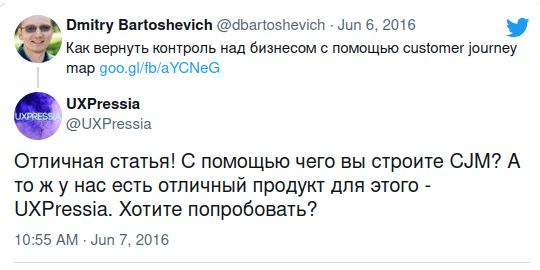 Dmitry Bartoshevich @dbartoshevich · Jun 6, 2016
Как вернуть контроль над бизнесом с помощью customer journey
map goo.gl/fb/aYCNeG
UXPRESSIA
UXPressia
@UXPressia
Отличная статья! С помощью чего вы строите CJM? А
то ж у нас есть отличный продукт для этого -
UXPressia. Хотите попробовать?
10:55 AM · Jun 7, 2016